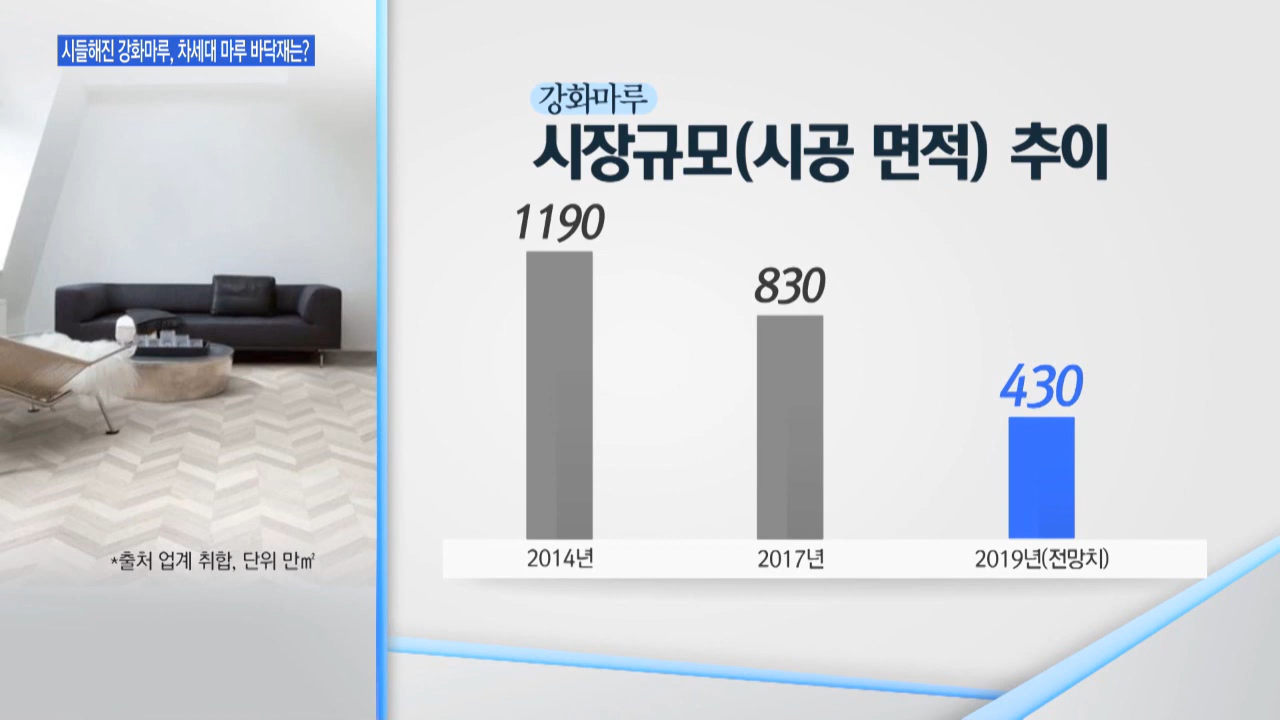 시들해진 강화마루, 차세대 마루 바닥재는?
강화마루
시장규모(시공 면적) 추이
1190
830
430
2014년
2017년
2019년(전망치)
*출처 업계 취합, 단위 만㎡